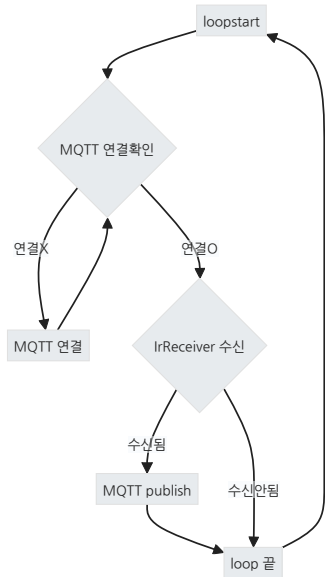 loopstart
MQTT 연결확인
연결X
연결O
MQTT 연결
IrReceiver 수신
수신됨
MQTT publish
수신안됨
loop 끝